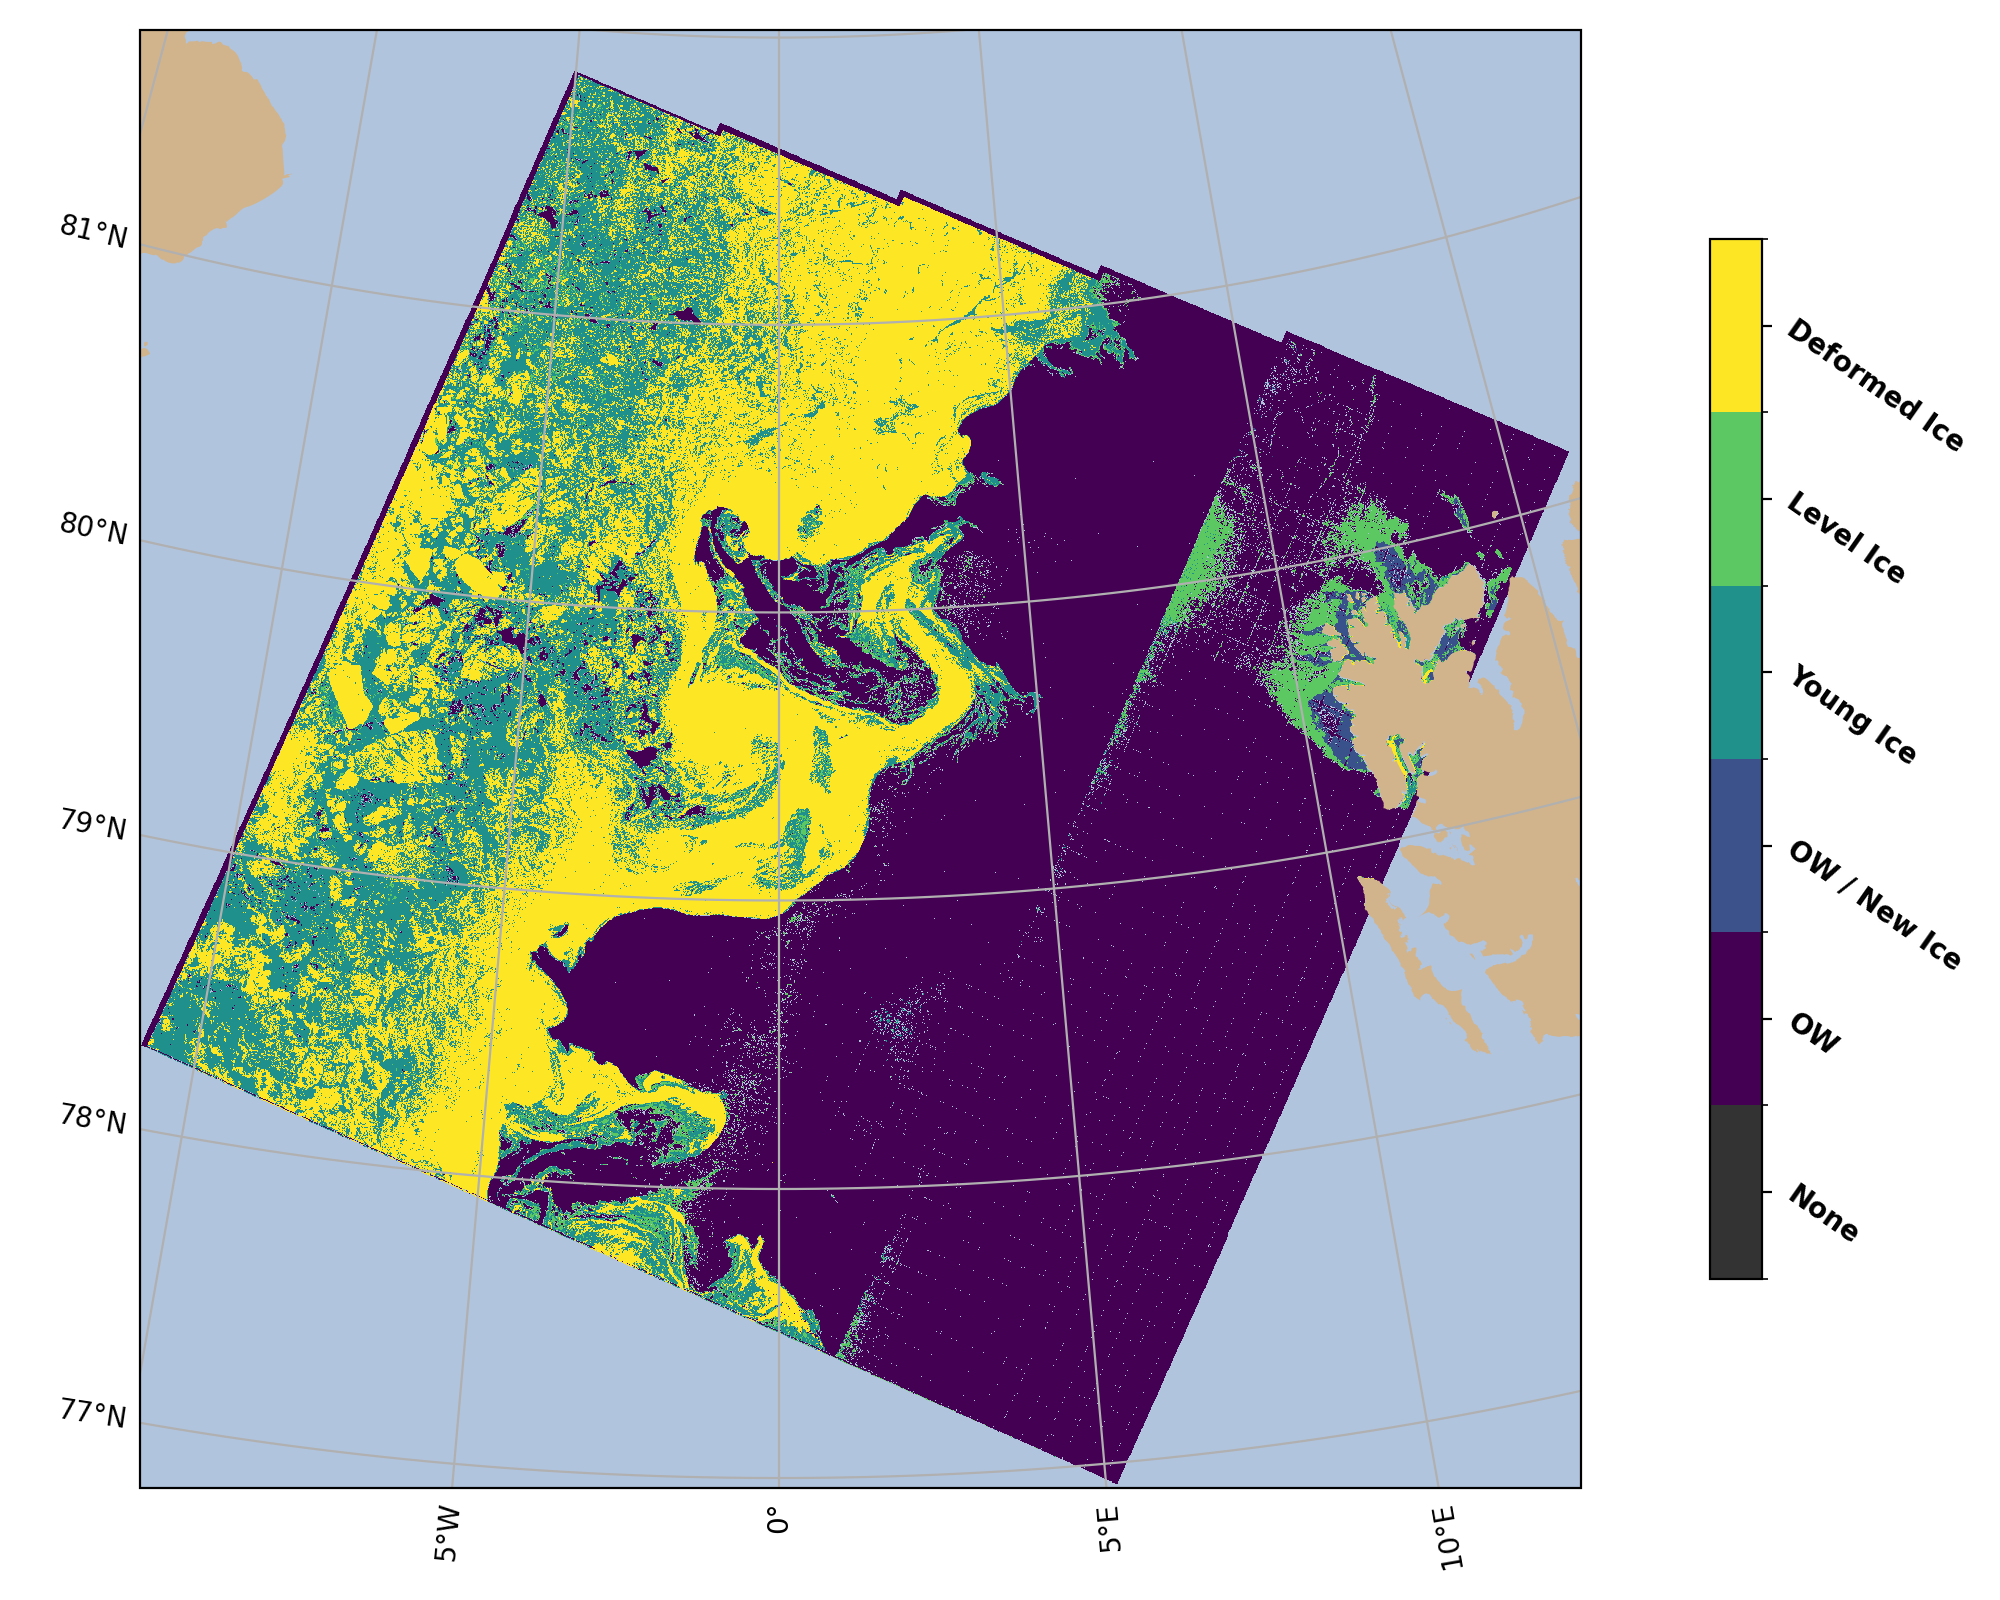 81°N
80°N
79°N
78°N
77°N
5°W
0°
5°E
10°E
Deformed Ice
Level Ice
Young Ice
OW / New Ice
OW
None